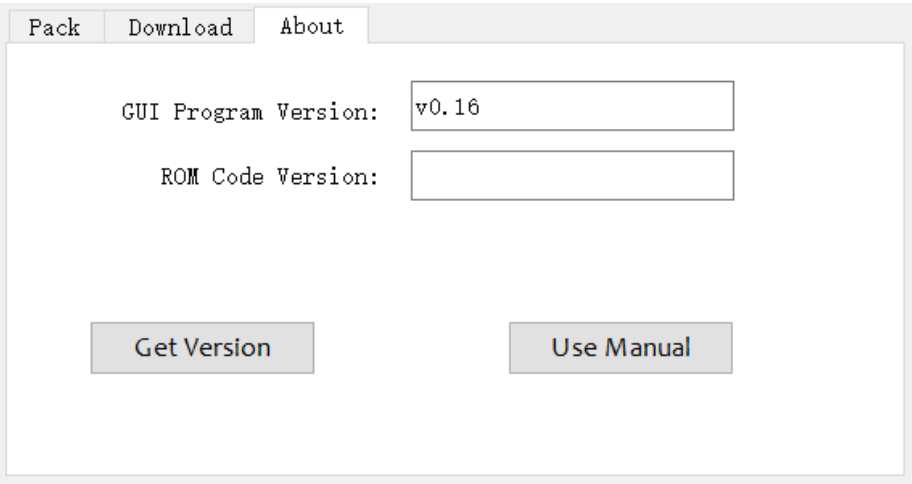 Pack Download About
GUI Program Version: v0.16
ROM Code Version:
Get Version Use Manual